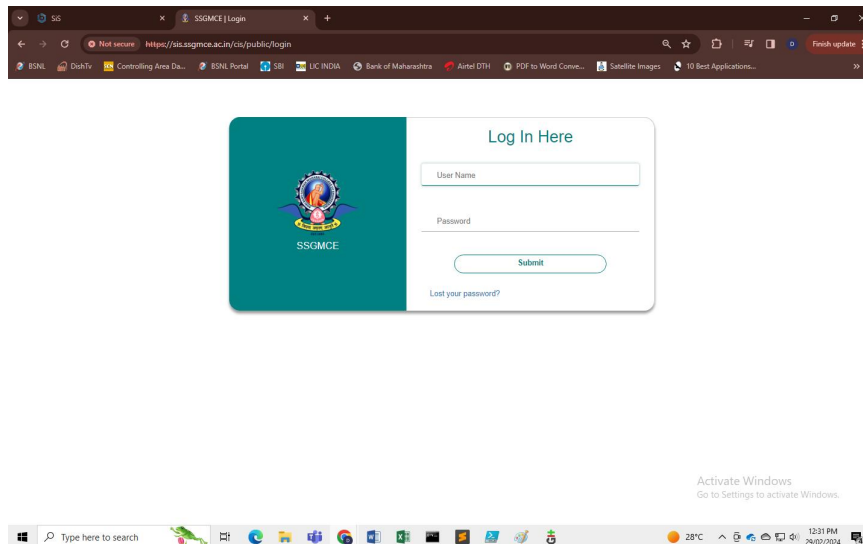 SiS
SSGMCE | Login
Not secure https://sis.ssgmce.ac.in/cis/public/login
Finish update
BSNL DishTv Controlling Area Da... BSNL Portal SBI LIC INDIA Bank of Maharashtra Airtel DTH PDF to Word Conve... Satellite Images 10 Best Applications...
Log In Here
User Name
Password
SSGMCE
Submit
Lost your password?
Activate Windows
Go to Settings to activate Windows.
Type here to search
28°C
12:31 PM
29/02/2024